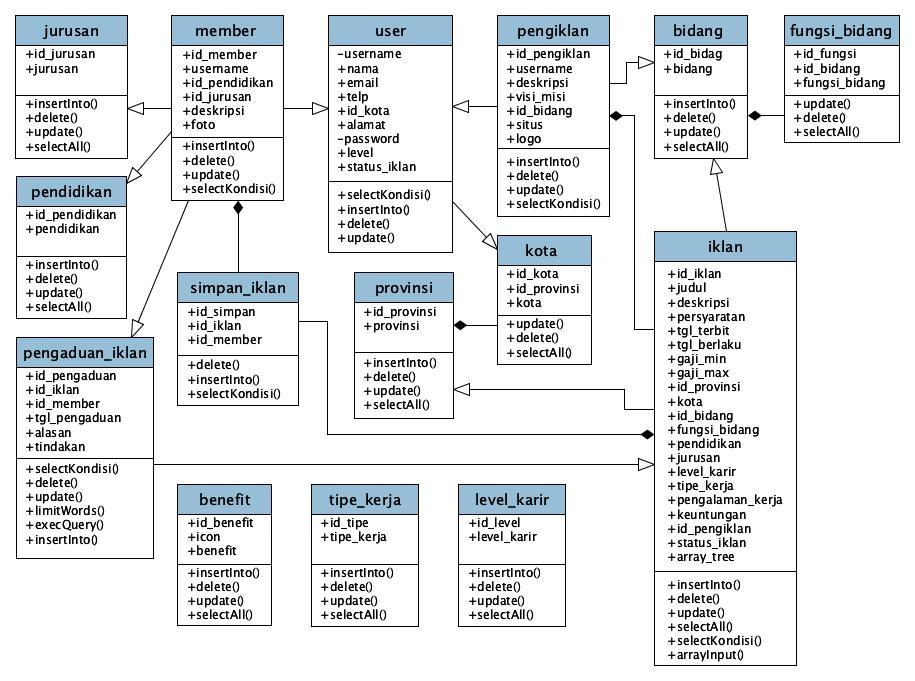 jurusan
+id_jurusan
+jurusan
+insertInto()
+delete()
+update()
+selectAll()
member
+id_member
+username
+id_pendidikan
+id_jurusan
+deskripsi
+foto
+insertInto()
+delete()
+update()
+selectKondisi()
user
-username
+nama
+email
+telp
+id_kota
+alamat
-password
+level
+status_iklan
+selectKondisi()
+insertInto()
+delete()
+update()
pengiklan
+id_pengiklan
+username
+deskripsi
+visi_misi
+id_bidang
+situs
+logo
+insertInto()
+delete()
+update()
+selectKondisi()
bidang
+id_bidag
+bidang
+insertInto()
+delete()
+update()
+selectAll()
fungsi_bidang
+id_fungsi
+id_bidang
+fungsi_bidang
+update()
+delete()
+selectAll()
pendidikan
+id_pendidikan
+pendidikan
+insertInto()
+delete()
+update()
+selectAll()
simpan_iklan
+id_simpan
+id_iklan
+id_member
+delete()
+insertInto()
+selectKondisi()
provinsi
+id_provinsi
+provinsi
+insertInto()
+delete()
+update()
+selectAll()
kota
+id_kota
+id_provinsi
+kota
+update()
+delete()
+selectAll()
iklan
+id_iklan
+judul
+deskripsi
+persyaratan
+tgl_terbit
+tgl_berlaku
+gaji_min
+gaji_max
+id_provinsi
+kota
+id_bidang
+fungsi_bidang
+pendidikan
+jurusan
+level_karir
+tipe_kerja
+pengalaman_kerja
+keuntungan
+id_pengiklan
+status_iklan
+array_tree
+insertInto()
+delete()
+update()
+selectAll()
+selectKondisi()
+arrayInput()
pengaduan_iklan
+id_pengaduan
+id_iklan
+id_member
+tgl_pengaduan
+alasan
+tindakan
+selectKondisi()
+delete()
+update()
+limitWords()
+execQuery()
+insertInto()
benefit
+id_benefit
+icon
+benefit
+insertInto()
+delete()
+update()
+selectAll()
tipe_kerja
+id_tipe
+tipe_kerja
+insertInto()
+delete()
+update()
+selectAll()
level_karir
+id_level
+level_karir
+insertInto()
+delete()
+update()
+selectAll()